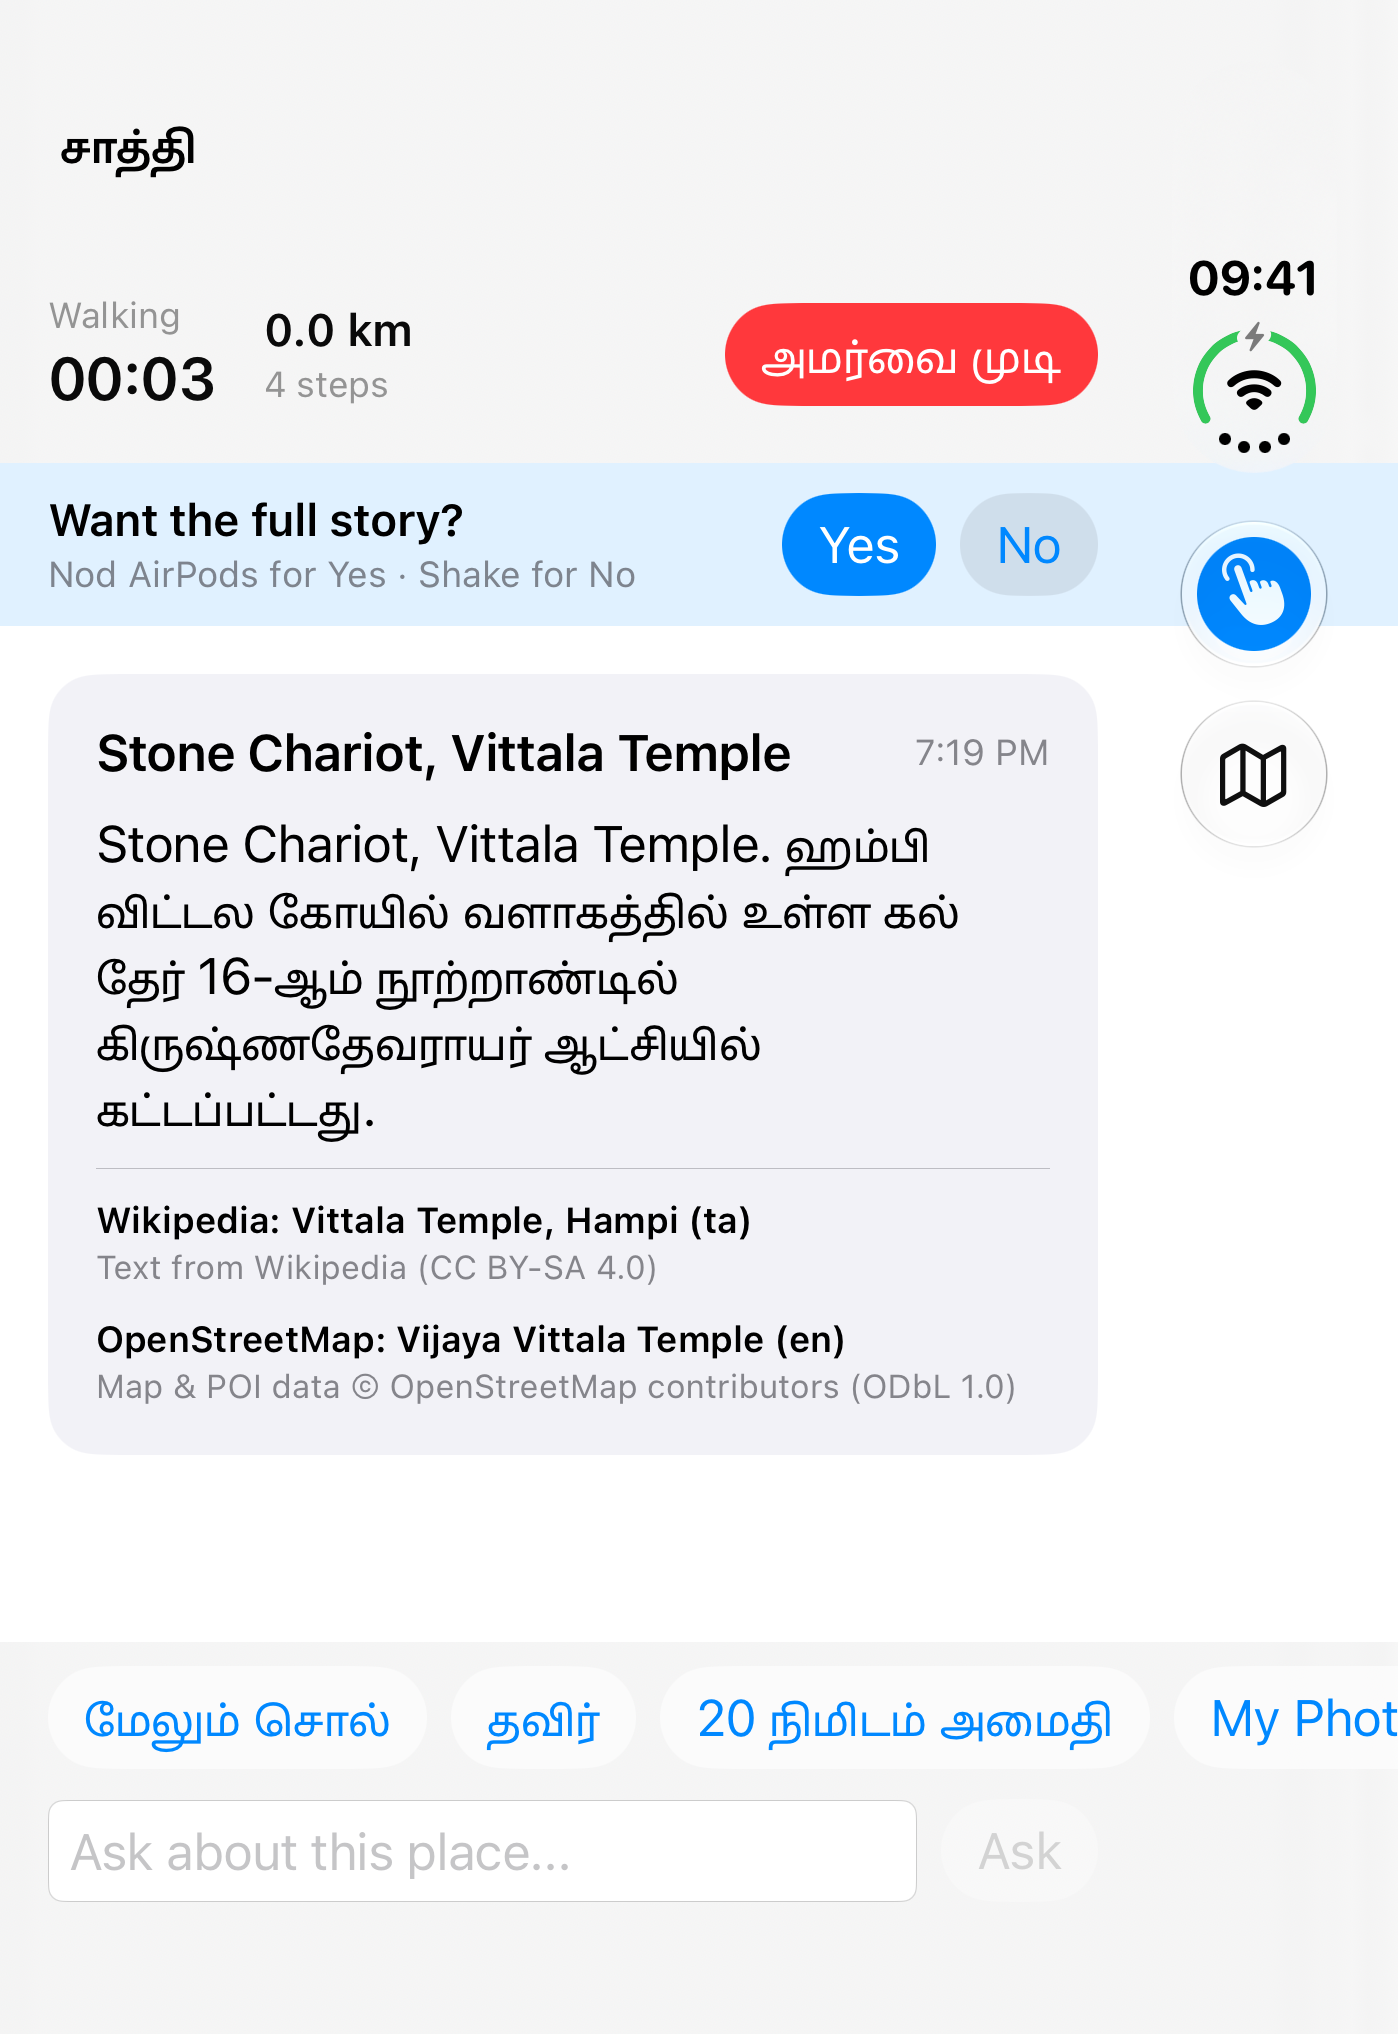 சாத்தி
09:41
Walking
00:03
0.0 km
4 steps
அமர்வை முடி
Want the full story?
Nod AirPods for Yes · Shake for No
Yes
No
Stone Chariot, Vittala Temple
7:19 PM
Stone Chariot, Vittala Temple. ஹம்பி
விட்டல கோயில் வளாகத்தில் உள்ள கல்
தேர் 16-ஆம் நூற்றாண்டில்
கிருஷ்ணதேவராயர் ஆட்சியில்
கட்டப்பட்டது.
Wikipedia: Vittala Temple, Hampi (ta)
Text from Wikipedia (CC BY-SA 4.0)
OpenStreetMap: Vijaya Vittala Temple (en)
Map & POI data © OpenStreetMap contributors (ODbL 1.0)
மேலும் சொல்
தவிர்
20 நிமிடம் அமைதி
My Phot
Ask about this place...
Ask